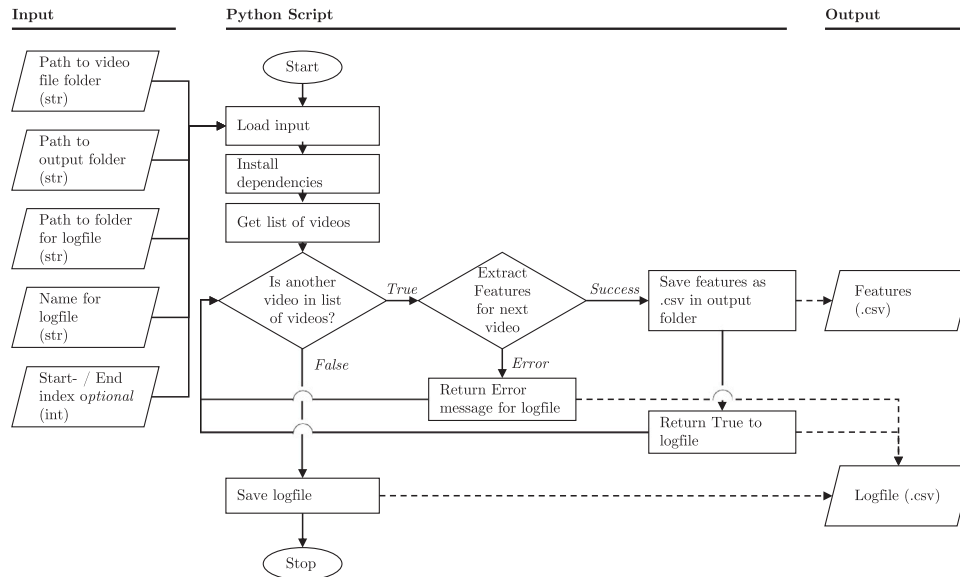 Input
Python Script
Output
Path to video
file folder
(str)
Path to
output folder
(str)
Path to folder
for logfile
(str)
Name for
logfile
(str)
Start- / End
index optional
(int)
Start
Load input
Install
dependencies
Get list of videos
Is another
video in list
of videos?
True
False
Extract
Features
for next
video
Success
Error
Save features as
.csv in output
folder
Features
(.csv)
Return Error
message for logfile
Return True to
logfile
Save logfile
Logfile (.csv)
Stop